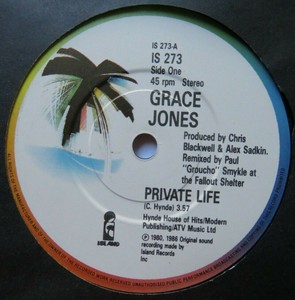 IS 273-A
IS 273
Side One
45 rpm Stereo
GRACE
JONES
Produced by Chris
Blackwell & Alex Sadkin.
Remixed by Paul
"Groucho" Smykle at
the Fallout Shelter
PRIVATE LIFE
(C. Hynde) 3.57
Hynde House of Hits/Modern
Publishing/ATV Music Ltd
℗ 1980, 1986 Original sound
recording made by
Island Records
Inc
ISLAND